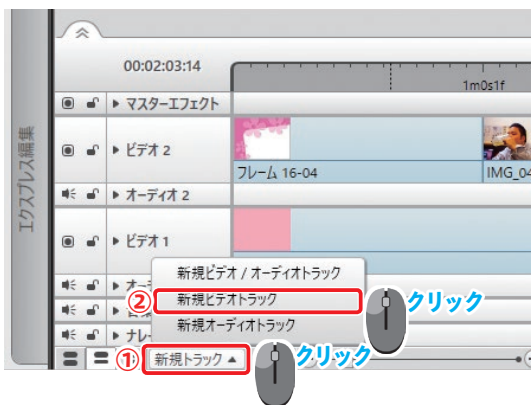 エクスプレス編集
00:02:03:14
1m0s1f
マスターエフェクト
ビデオ 2
フレーム 16-04
IMG_04
オーディオ 2
ビデオ 1
新規ビデオ / オーディオトラック
② 新規ビデオトラック
クリック
新規オーディオトラック
ナレ
① 新規トラック ▲
クリック